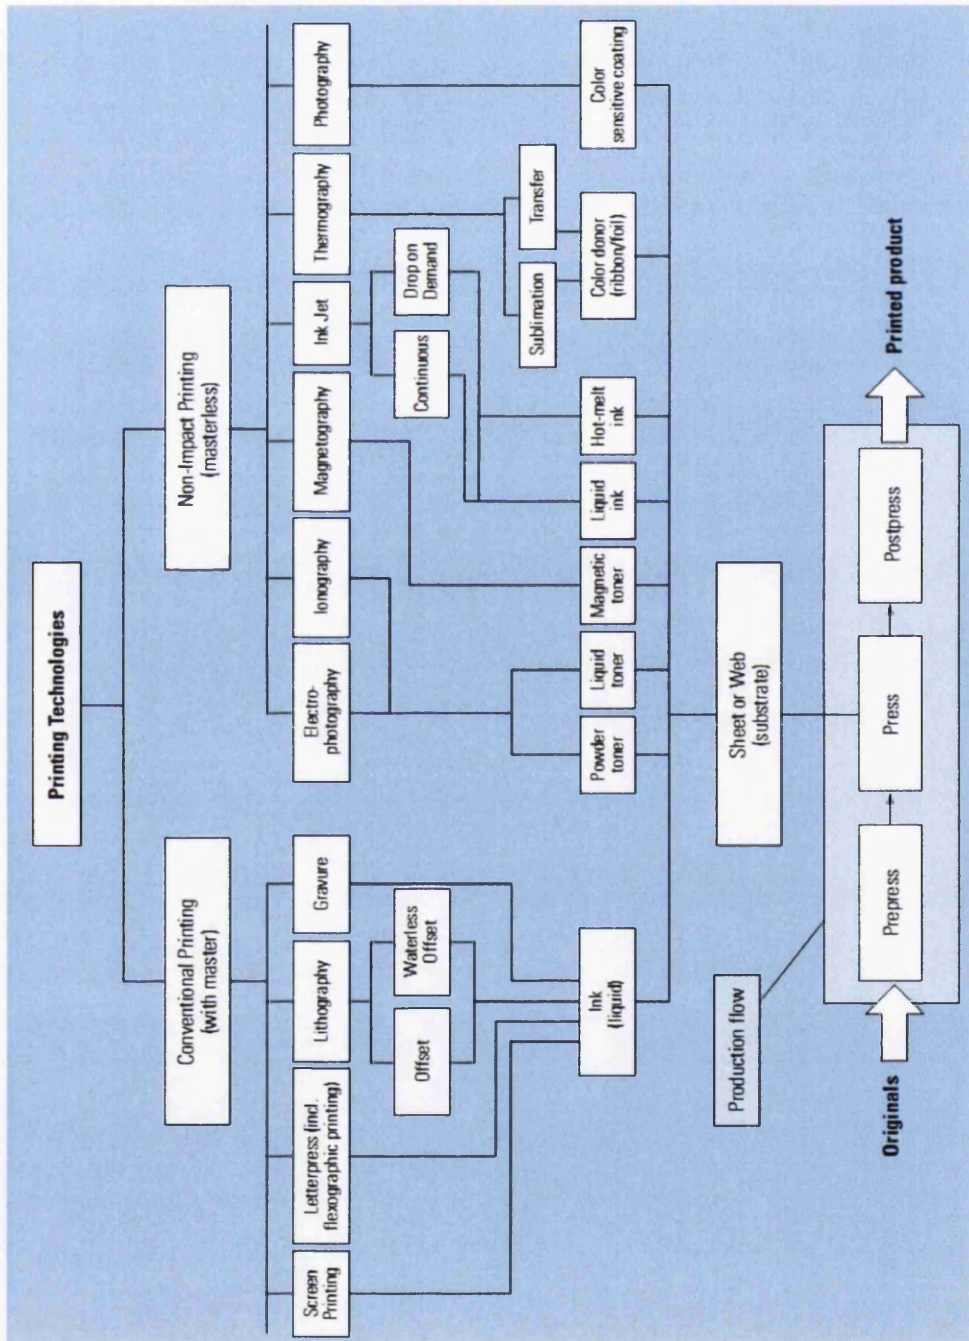 Printing Technologies
Conventional Printing
(with master)
Non-Impact Printing
(masterless)
Screen
Printing
Letterpress (incl.
flexographic printing)
Lithography
Gravure
Electro-
photography
Ionography
Magnetography
Ink Jet
Thermography
Photography
Offset
Waterless
Offset
Continuous
Drop on
Demand
Sublimation
Transfer
Ink
(liquid)
Powder
toner
Liquid
toner
Magnetic
toner
Liquid
ink
Hot-melt
ink
Color donor
(ribbon/foil)
Color
sensitive coating
Sheet or Web
(substrate)
Production flow
Originals
Prepress
Press
Postpress
Printed product